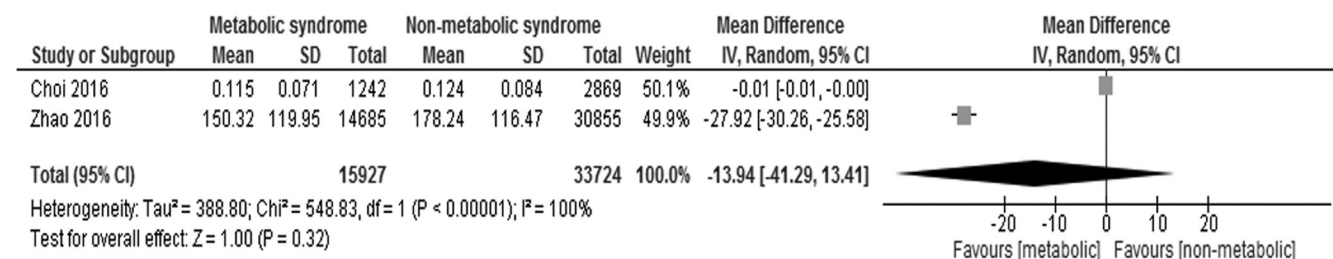 Metabolic syndrome Non-metabolic syndrome Mean Difference Mean Difference
Study or Subgroup Mean SD Total Mean SD Total Weight IV, Random, 95% CI IV, Random, 95% CI
Choi 2016 0.115 0.071 1242 0.124 0.084 2869 50.1% -0.01 [-0.01, -0.00]
Zhao 2016 150.32 119.95 14685 178.24 116.47 30855 49.9% -27.92 [-30.26, -25.58]
Total (95% CI) 15927 33724 100.0% -13.94 [-41.29, 13.41]
Heterogeneity: Tau² = 388.80; Chi² = 548.83, df = 1 (P < 0.00001); I² = 100%
Test for overall effect: Z = 1.00 (P = 0.32)
-20 -10 0 10 20
Favours [metabolic] Favours [non-metabolic]